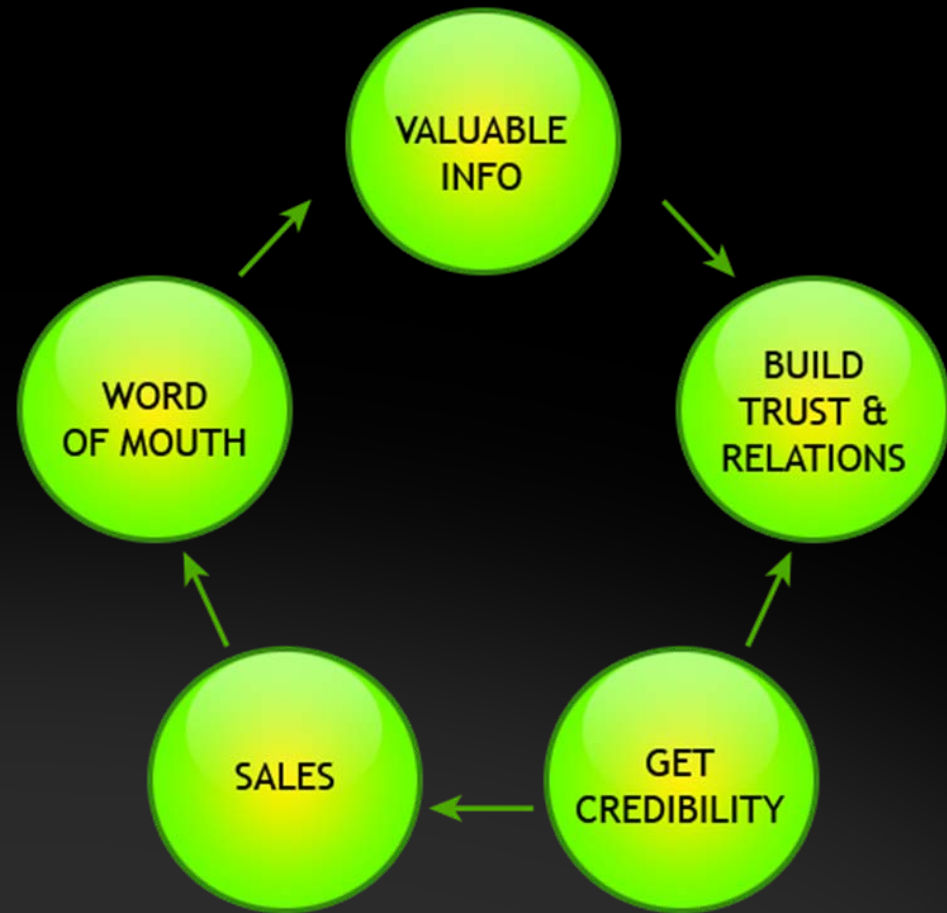 VALUABLE
INFO
BUILD
TRUST &
RELATIONS
GET
CREDIBILITY
SALES
WORD
OF MOUTH